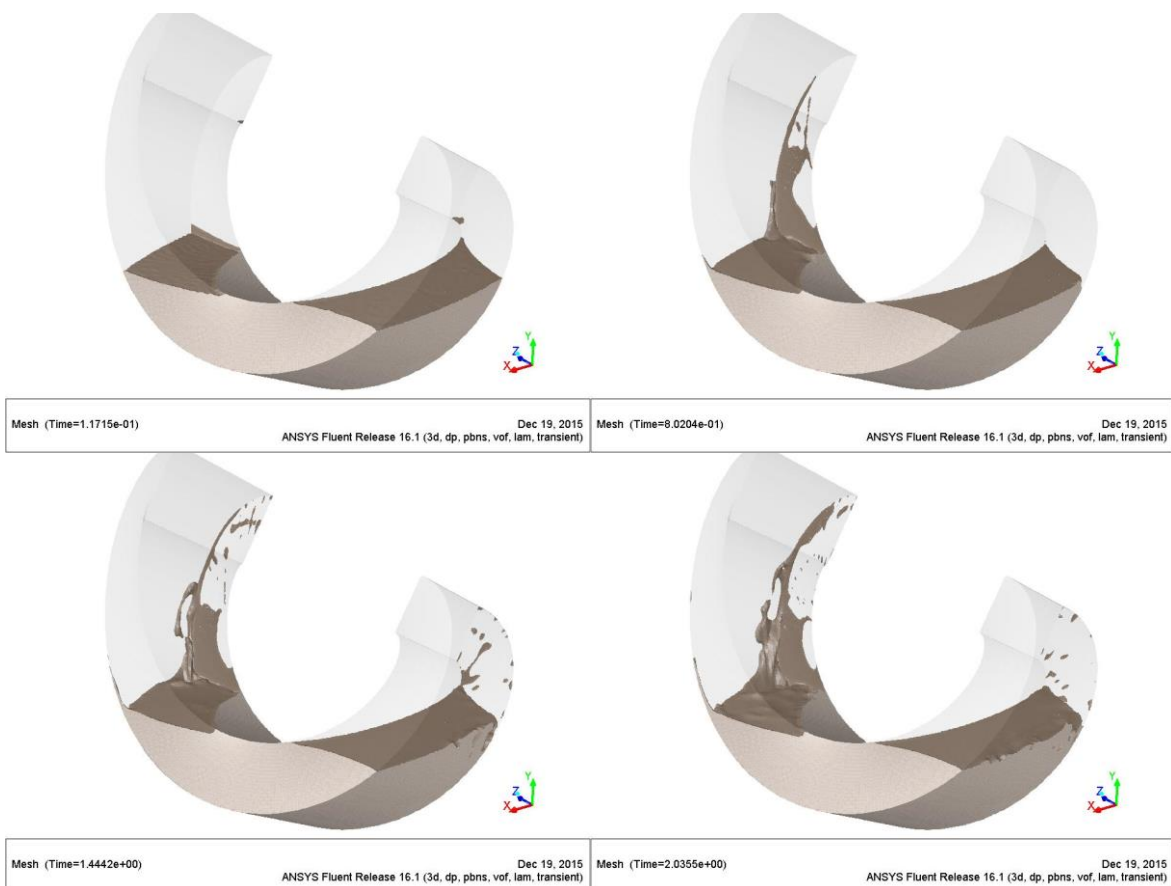 Y
Z
X
Y
Z
X
Mesh (Time=1.1715e-01)
Dec 19, 2015
ANSYS Fluent Release 16.1 (3d, dp, pbns, vof, lam, transient)
Mesh (Time=8.0204e-01)
Dec 19, 2015
ANSYS Fluent Release 16.1 (3d, dp, pbns, vof, lam, transient)
Y
Z
X
Y
Z
X
Mesh (Time=1.4442e+00)
Dec 19, 2015
ANSYS Fluent Release 16.1 (3d, dp, pbns, vof, lam, transient)
Mesh (Time=2.0355e+00)
Dec 19, 2015
ANSYS Fluent Release 16.1 (3d, dp, pbns, vof, lam, transient)